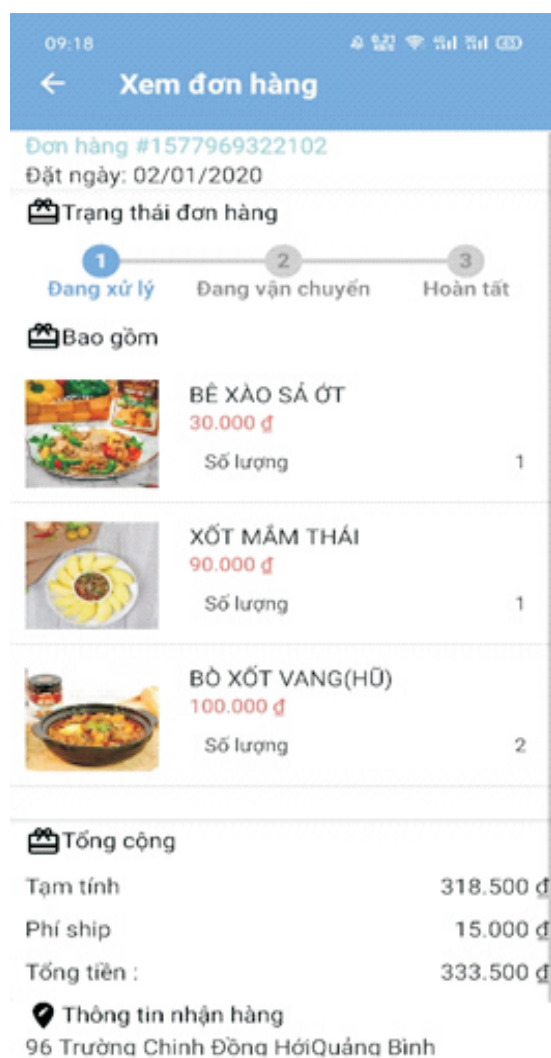 09:18
Xem đơn hàng
Đơn hàng #1577969322102
Đặt ngày: 02/01/2020
Trạng thái đơn hàng
1 2 3
Đang xử lý Đang vận chuyển Hoàn tất
Bao gồm
BÊ XÀO SẢ ỚT
30.000 ₫
Số lượng 1
XỐT MẮM THÁI
90.000 ₫
Số lượng 1
BÒ XỐT VANG(HŨ)
100.000 ₫
Số lượng 2
Tổng cộng
Tạm tính 318.500 ₫
Phí ship 15.000 ₫
Tổng tiền : 333.500 ₫
Thông tin nhận hàng
96 Trường Chinh Đồng HớiQuảng Bình